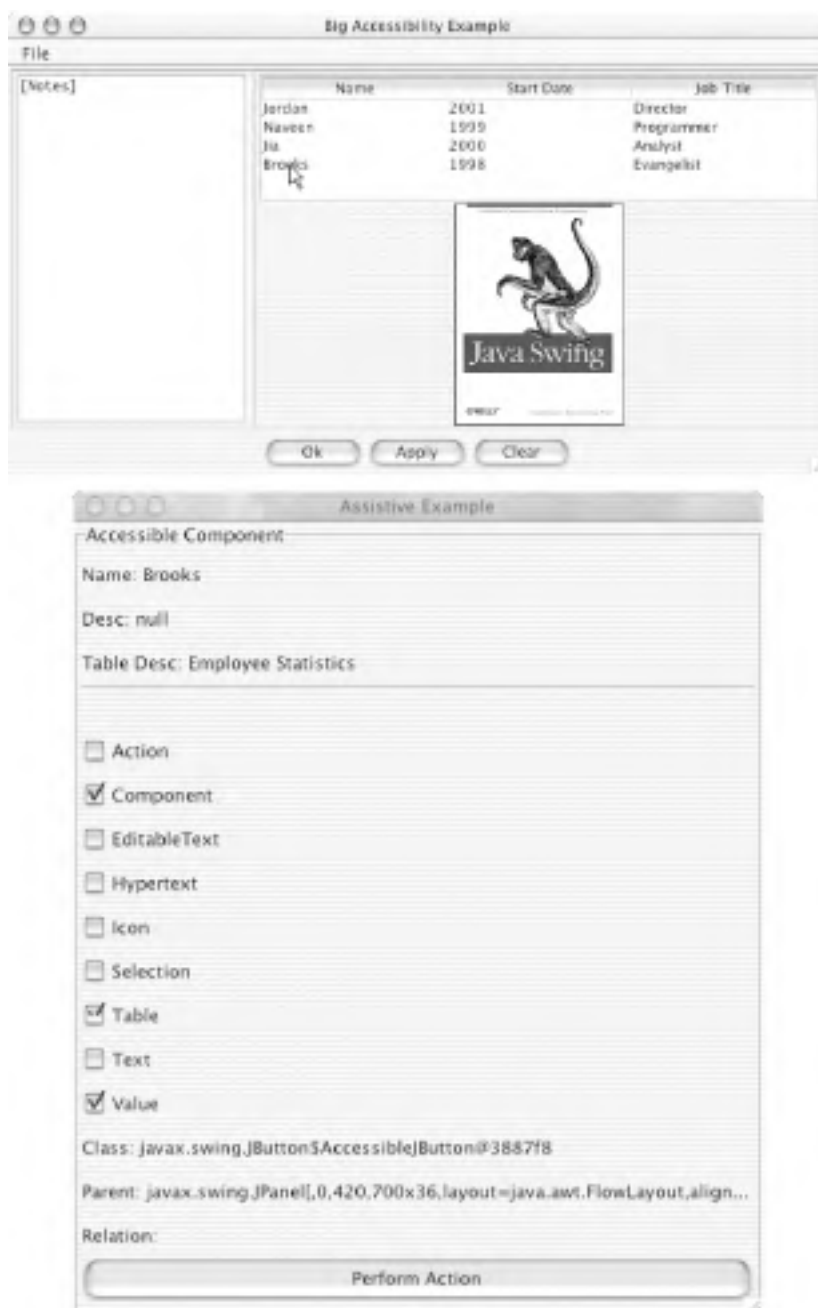 Big Accessibility Example
File
[Notes]
Name Start Date Job Title
Jordan 2001 Director
Naveen 1999 Programmer
Jia 2000 Analyst
Brooks 1998 Evangelist
Java Swing
O'REILLY
Ok Apply Clear
Assistive Example
Accessible Component
Name: Brooks
Desc: null
Table Desc: Employee Statistics
Action
Component
EditableText
Hypertext
Icon
Selection
Table
Text
Value
Class: javax.swing.JButton$AccessibleJButton@3887f8
Parent: javax.swing.JPanel[,0,420,700x36,layout=java.awt.FlowLayout,align...
Relation:
Perform Action